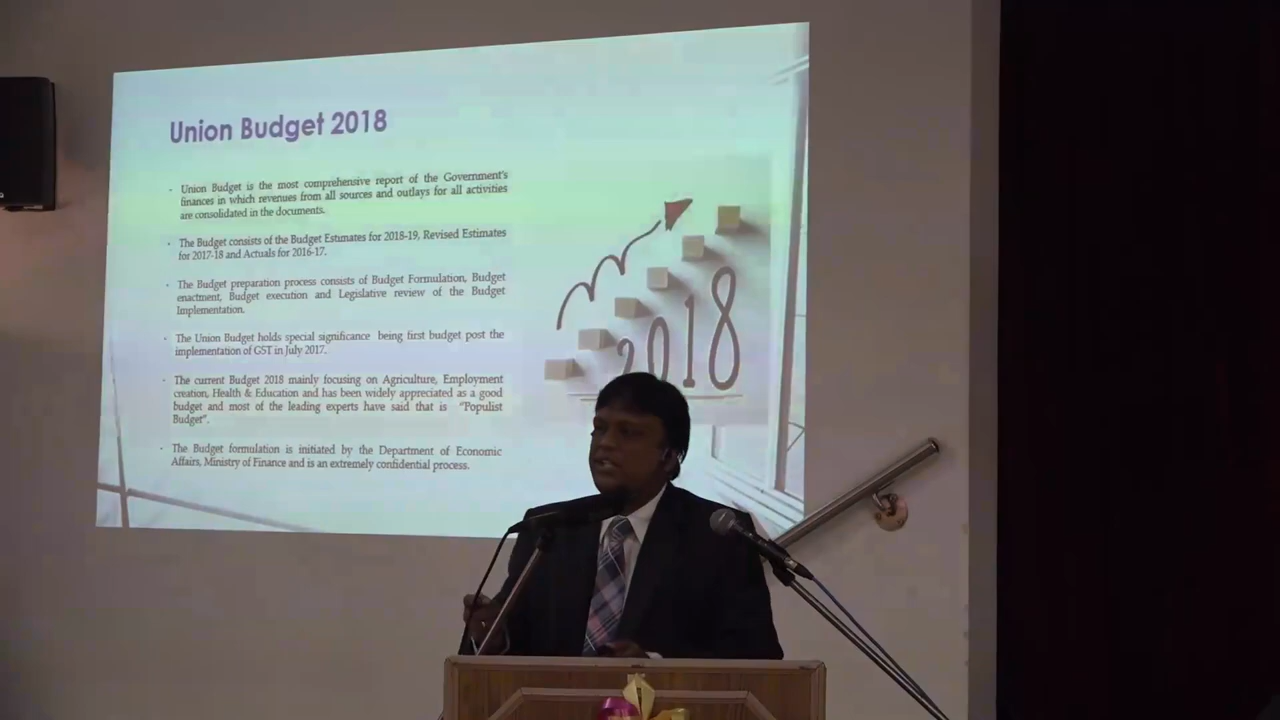 Union Budget 2018
- Union Budget is the most comprehensive report of the Government's
finances in which revenues from all sources and outlays for all activities
are consolidated in the documents.
- The Budget consists of the Budget Estimates for 2018-19, Revised Estimates
for 2017-18 and Actuals for 2016-17.
- The Budget preparation process consists of Budget Formulation, Budget
enactment, Budget execution and Legislative review of the Budget
Implementation.
- The Union Budget holds special significance being first budget post the
implementation of GST in July 2017.
- The current Budget 2018 mainly focusing on Agriculture, Employment
creation, Health & Education and has been widely appreciated as a good
budget and most of the leading experts have said that is "Populist
Budget".
- The Budget formulation is initiated by the Department of Economic
Affairs, Ministry of Finance and is an extremely confidential process.
2018